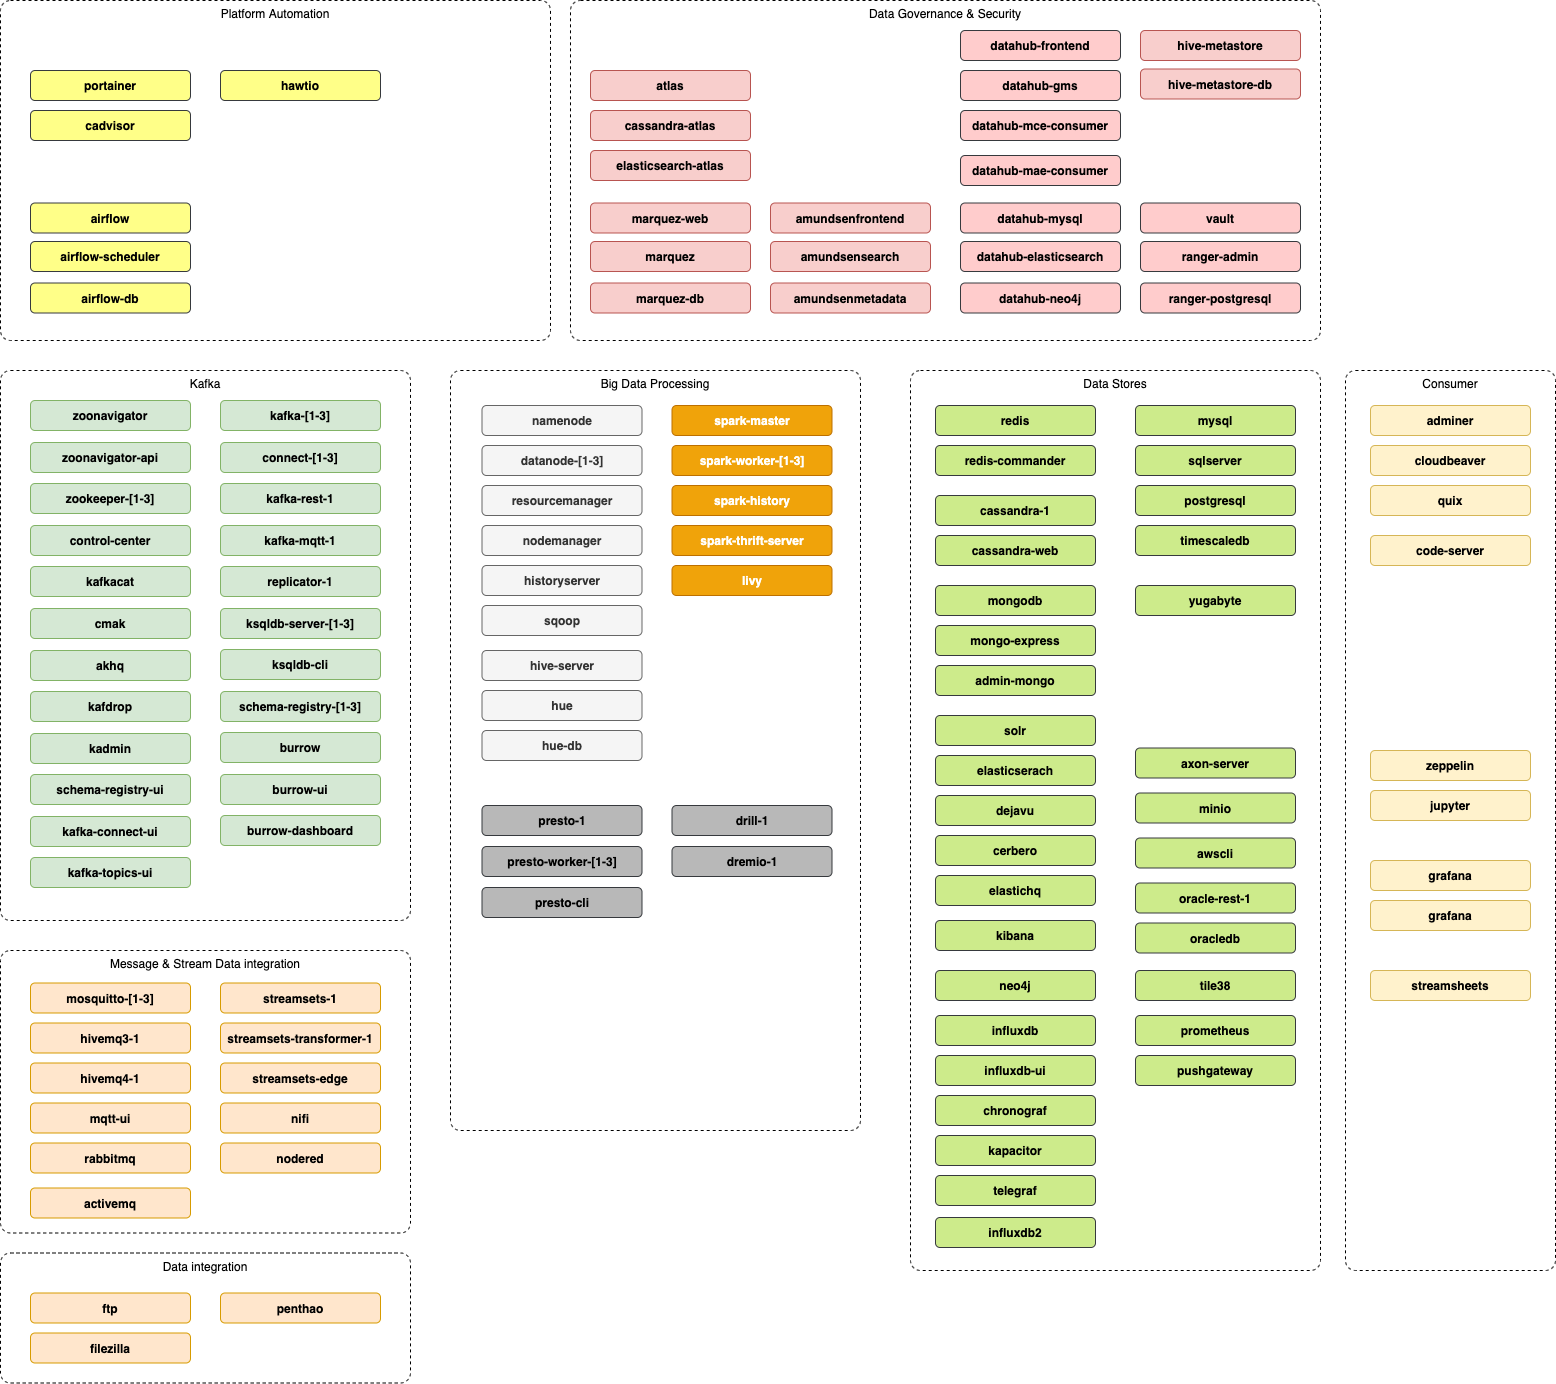 Platform Automation
portainer
hawtio
cadvisor
airflow
airflow-scheduler
airflow-db
Data Governance & Security
datahub-frontend
hive-metastore
atlas
datahub-gms
hive-metastore-db
cassandra-atlas
datahub-mce-consumer
elasticsearch-atlas
datahub-mae-consumer
marquez-web
amundsenfrontend
datahub-mysql
vault
marquez
amundsensearch
datahub-elasticsearch
ranger-admin
marquez-db
amundsenmetadata
datahub-neo4j
ranger-postgresql
Kafka
zoonavigator
kafka-[1-3]
zoonavigator-api
connect-[1-3]
zookeeper-[1-3]
kafka-rest-1
control-center
kafka-mqtt-1
kafkacat
replicator-1
cmak
ksqldb-server-[1-3]
akhq
ksqldb-cli
kafdrop
schema-registry-[1-3]
kadmin
burrow
schema-registry-ui
burrow-ui
kafka-connect-ui
burrow-dashboard
kafka-topics-ui
Big Data Processing
namenode
spark-master
datanode-[1-3]
spark-worker-[1-3]
resourcemanager
spark-history
nodemanager
spark-thrift-server
historyserver
livy
sqoop
hive-server
hue
hue-db
presto-1
drill-1
presto-worker-[1-3]
dremio-1
presto-cli
Data Stores
redis
mysql
redis-commander
sqlserver
postgresql
cassandra-1
timescaledb
cassandra-web
mongodb
yugabyte
mongo-express
admin-mongo
solr
axon-server
elasticserach
minio
dejavu
cerbero
awscli
elastichq
oracle-rest-1
kibana
oracledb
neo4j
tile38
influxdb
prometheus
influxdb-ui
pushgateway
chronograf
kapacitor
telegraf
influxdb2
Consumer
adminer
cloudbeaver
quix
code-server
zeppelin
jupyter
grafana
grafana
streamsheets
Message & Stream Data integration
mosquitto-[1-3]
streamsets-1
hivemq3-1
streamsets-transformer-1
hivemq4-1
streamsets-edge
mqtt-ui
nifi
rabbitmq
nodered
activemq
Data integration
ftp
penthao
filezilla